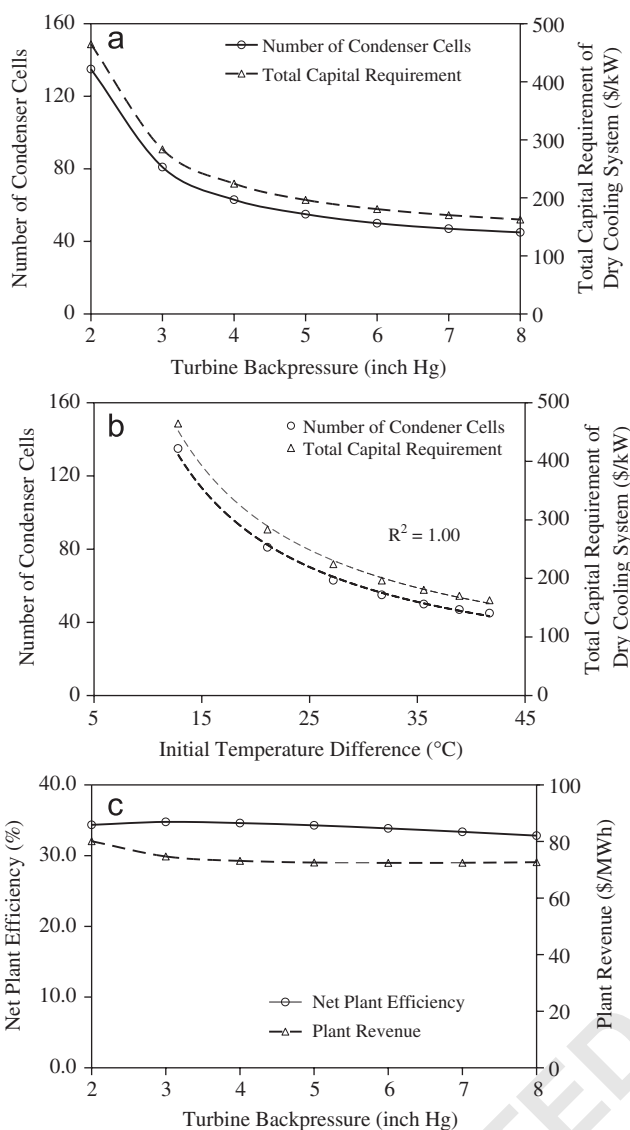 a
Number of Condenser Cells
Total Capital Requirement
160
120
80
40
0
500
400
300
200
100
0
Number of Condenser Cells
Total Capital Requirement of
Dry Cooling System ($/kW)
2 3 4 5 6 7 8
Turbine Backpressure (inch Hg)
b
Number of Condener Cells
Total Capital Requirement
R² = 1.00
160
120
80
40
0
500
400
300
200
100
0
Number of Condenser Cells
Total Capital Requirement of
Dry Cooling System ($/kW)
5 15 25 35 45
Initial Temperature Difference (°C)
c
Net Plant Efficiency
Plant Revenue
40.0
30.0
20.0
10.0
0.0
100
80
60
40
20
0
Net Plant Efficiency (%)
Plant Revenue ($/MWh)
2 3 4 5 6 7 8
Turbine Backpressure (inch Hg)
TED